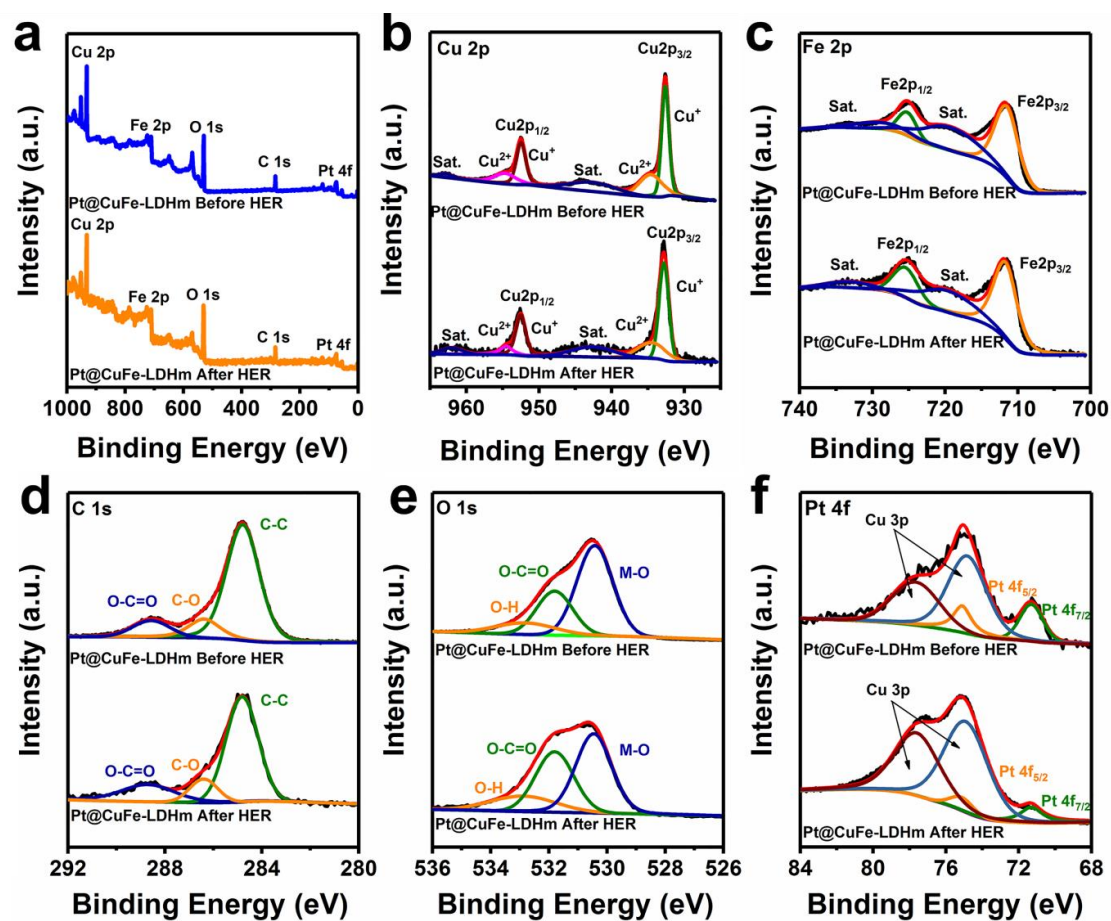 a
Cu 2p
Fe 2p
O 1s
C 1s
Pt 4f
Pt@CuFe-LDHm Before HER
Cu 2p
Fe 2p
O 1s
C 1s
Pt 4f
Pt@CuFe-LDHm After HER
Intensity (a.u.)
1000 800 600 400 200 0
Binding Energy (eV)
b
Cu 2p
Cu2p3/2
Cu+
Cu2p1/2
Sat.
Cu2+
Cu+
Sat.
Cu2+
Pt@CuFe-LDHm Before HER
Cu2p3/2
Cu+
Cu2p1/2
Sat.
Cu2+
Cu+
Sat.
Cu2+
Pt@CuFe-LDHm After HER
Intensity (a.u.)
960 950 940 930
Binding Energy (eV)
c
Fe 2p
Sat.
Fe2p1/2
Sat.
Fe2p3/2
Pt@CuFe-LDHm Before HER
Sat.
Fe2p1/2
Sat.
Fe2p3/2
Pt@CuFe-LDHm After HER
Intensity (a.u.)
740 730 720 710 700
Binding Energy (eV)
d
C 1s
C-C
O-C=O
C-O
Pt@CuFe-LDHm Before HER
C-C
O-C=O
C-O
Pt@CuFe-LDHm After HER
Intensity (a.u.)
292 288 284 280
Binding Energy (eV)
e
O 1s
O-C=O
M-O
O-H
Pt@CuFe-LDHm Before HER
O-C=O
M-O
O-H
Pt@CuFe-LDHm After HER
Intensity (a.u.)
536 534 532 530 528 526
Binding Energy (eV)
f
Pt 4f
Cu 3p
Pt 4f5/2
Pt 4f7/2
Pt@CuFe-LDHm Before HER
Cu 3p
Pt 4f5/2
Pt 4f7/2
Pt@CuFe-LDHm After HER
Intensity (a.u.)
84 80 76 72 68
Binding Energy (eV)